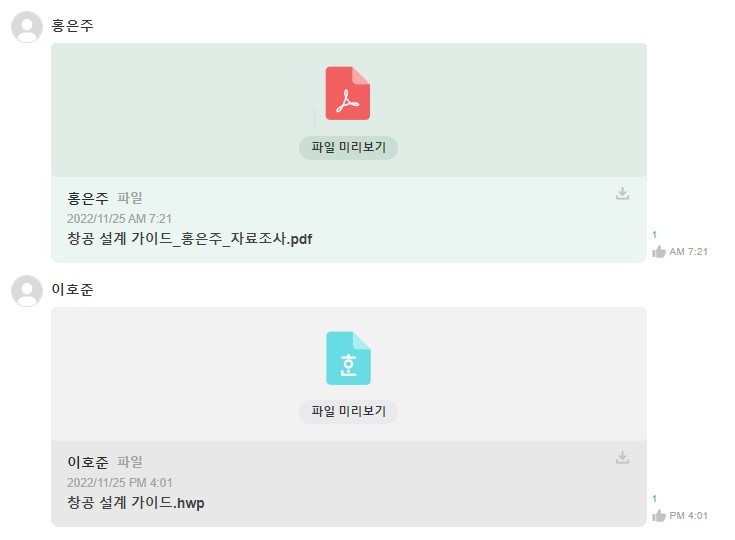 홍은주
파일 미리보기
홍은주 파일
2022/11/25 AM 7:21
창공 설계 가이드_홍은주_자료조사.pdf
1
AM 7:21
이호준
호
파일 미리보기
이호준 파일
2022/11/25 PM 4:01
창공 설계 가이드.hwp
1
PM 4:01